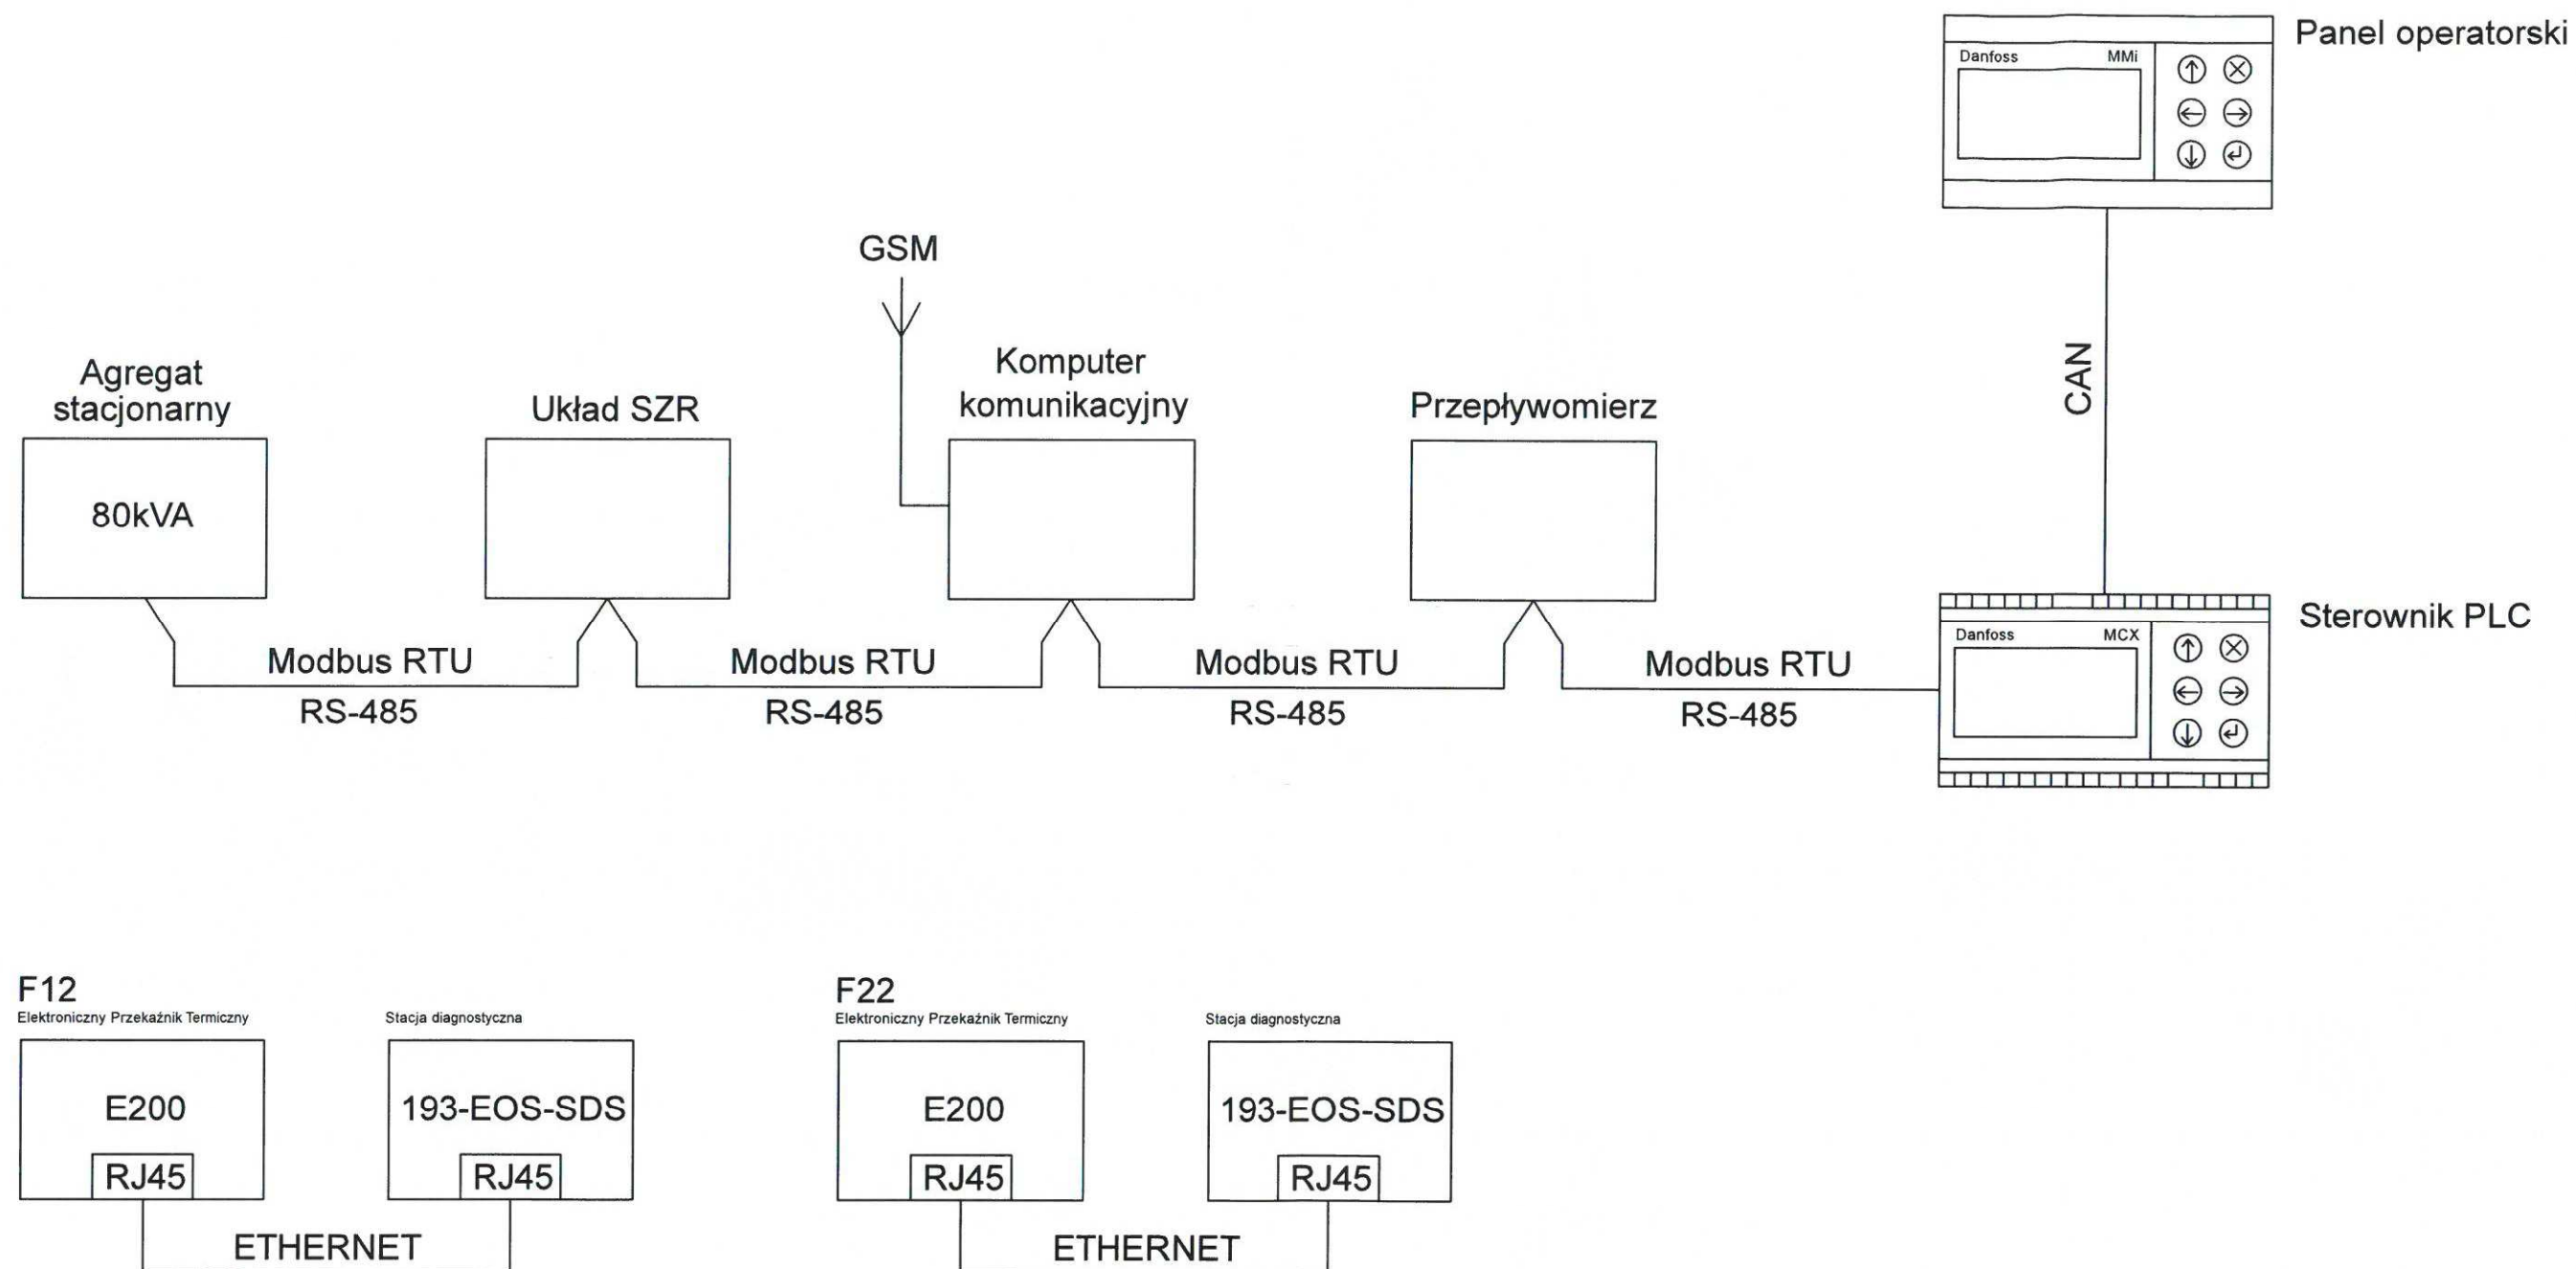 Panel operatorski
Danfoss MMi
GSM
CAN
Agregat
stacjonarny
80kVA
Układ SZR
Komputer
komunikacyjny
Przepływomierz
Sterownik PLC
Danfoss MCX
Modbus RTU
RS-485
Modbus RTU
RS-485
Modbus RTU
RS-485
Modbus RTU
RS-485
F12
Elektroniczny Przekaźnik Termiczny
E200
RJ45
Stacja diagnostyczna
193-EOS-SDS
RJ45
ETHERNET
F22
Elektroniczny Przekaźnik Termiczny
E200
RJ45
Stacja diagnostyczna
193-EOS-SDS
RJ45
ETHERNET